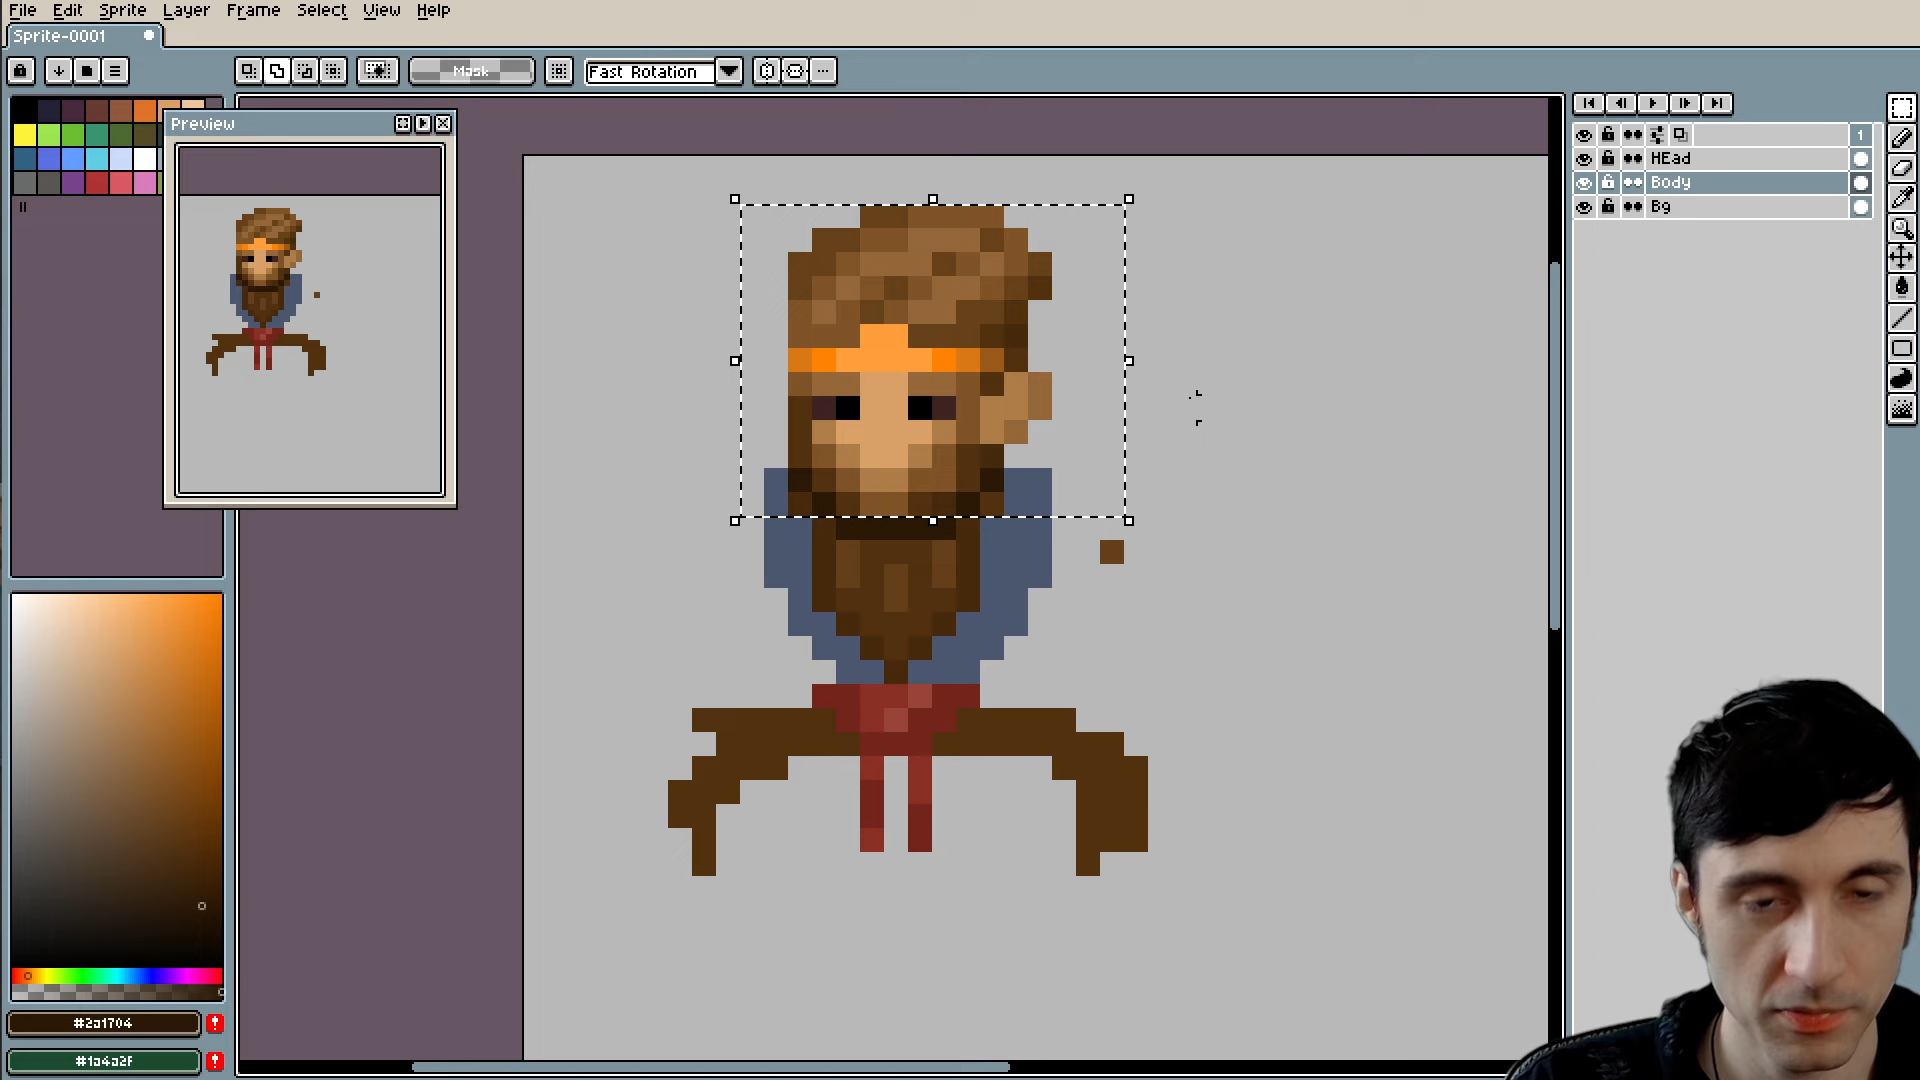 File Edit Sprite Layer Frame Select View Help
Sprite-0001
Mask
Fast Rotation
Preview
1
HEad
Body
Bg
#2a1704
#1a4a2f